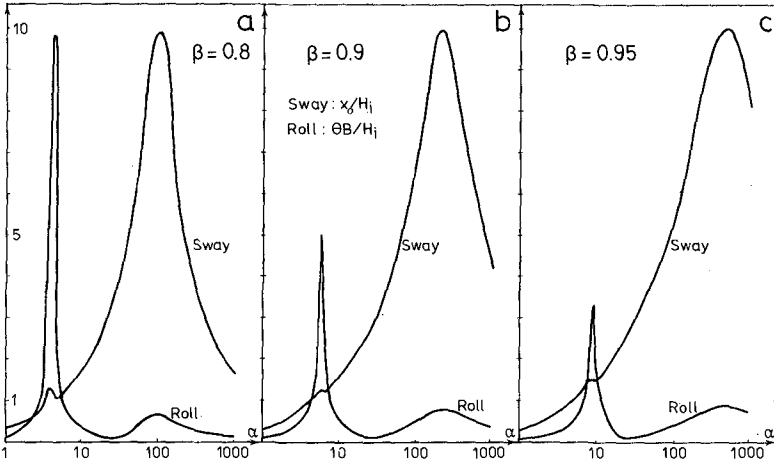 a
b
c
10
5
1
β=0.8
β=0.9
β=0.95
Sway: x₀/Hᵢ
Roll: ΘB/Hᵢ
Sway
Sway
Sway
Roll
Roll
Roll
1 10 100 α 1000
10 100 α 1000
10 100 α 1000